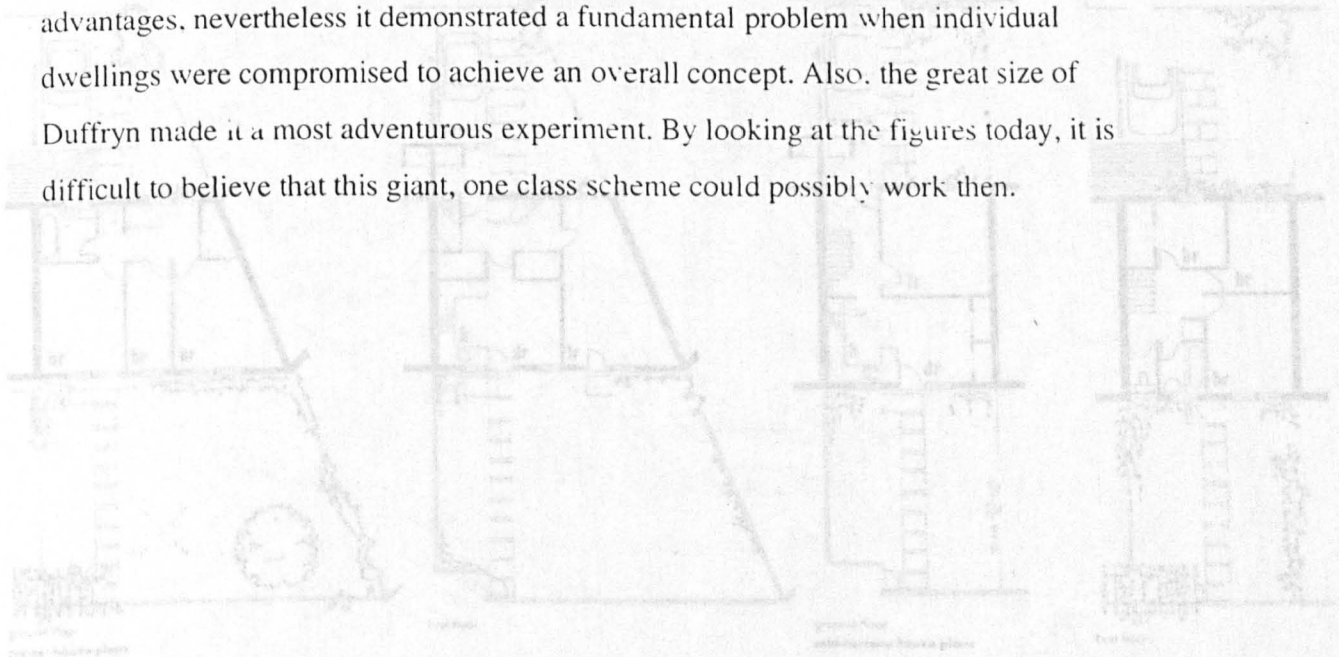 advantages. nevertheless it demonstrated a fundamental problem when individual
dwellings were compromised to achieve an overall concept. Also. the great size of
Duffryn made it a most adventurous experiment. By looking at the figures today, it is
difficult to believe that this giant, one class scheme could possibly work then.